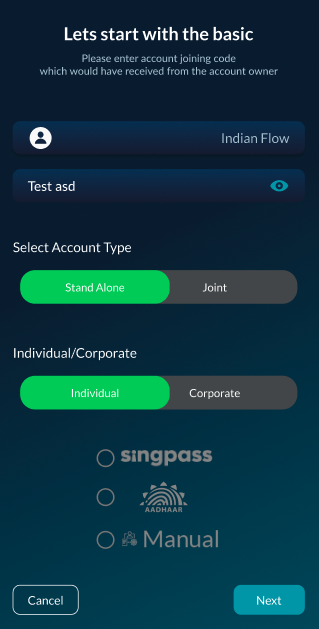 Lets start with the basic
Please enter account joining code
which would have received from the account owner
Indian Flow
Test asd
Select Account Type
Stand Alone Joint
Individual/Corporate
Individual Corporate
singpass
AADHAAR
Manual
Cancel Next